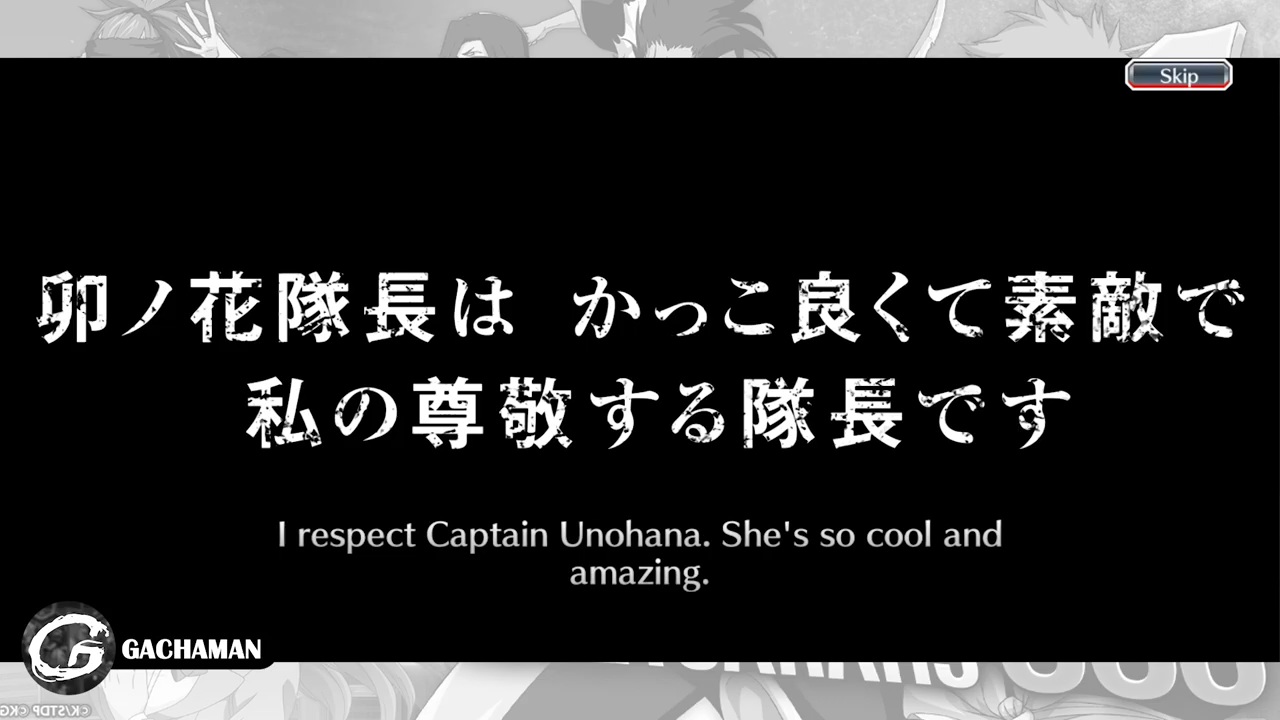 Skip
卯ノ花隊長は かっこ良くて素敵で
私の尊敬する隊長です
I respect Captain Unohana. She's so cool and
amazing.
GACHAMAN